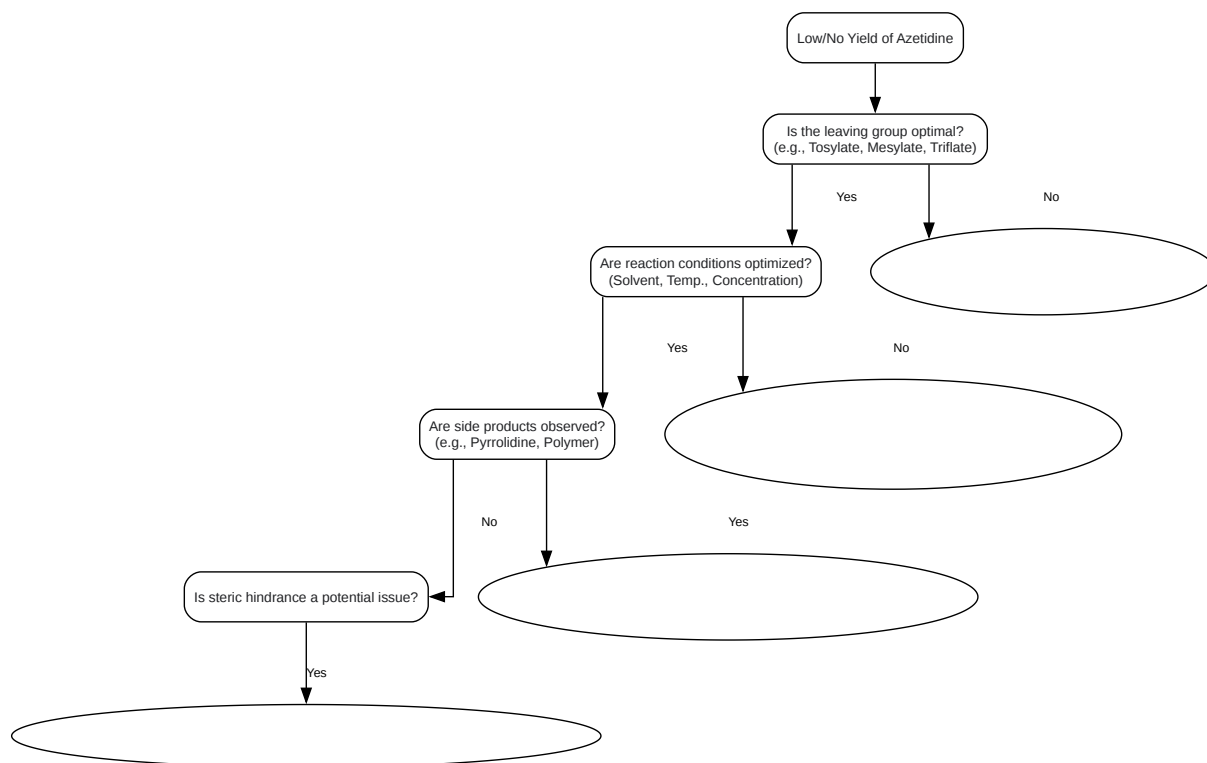 Low/No Yield of Azetidine
Is the leaving group optimal?
(e.g., Tosylate, Mesylate, Triflate)
Yes
No
Are reaction conditions optimized?
(Solvent, Temp., Concentration)
Yes
No
Are side products observed?
(e.g., Pyrrolidine, Polymer)
No
Yes
Is steric hindrance a potential issue?
Yes